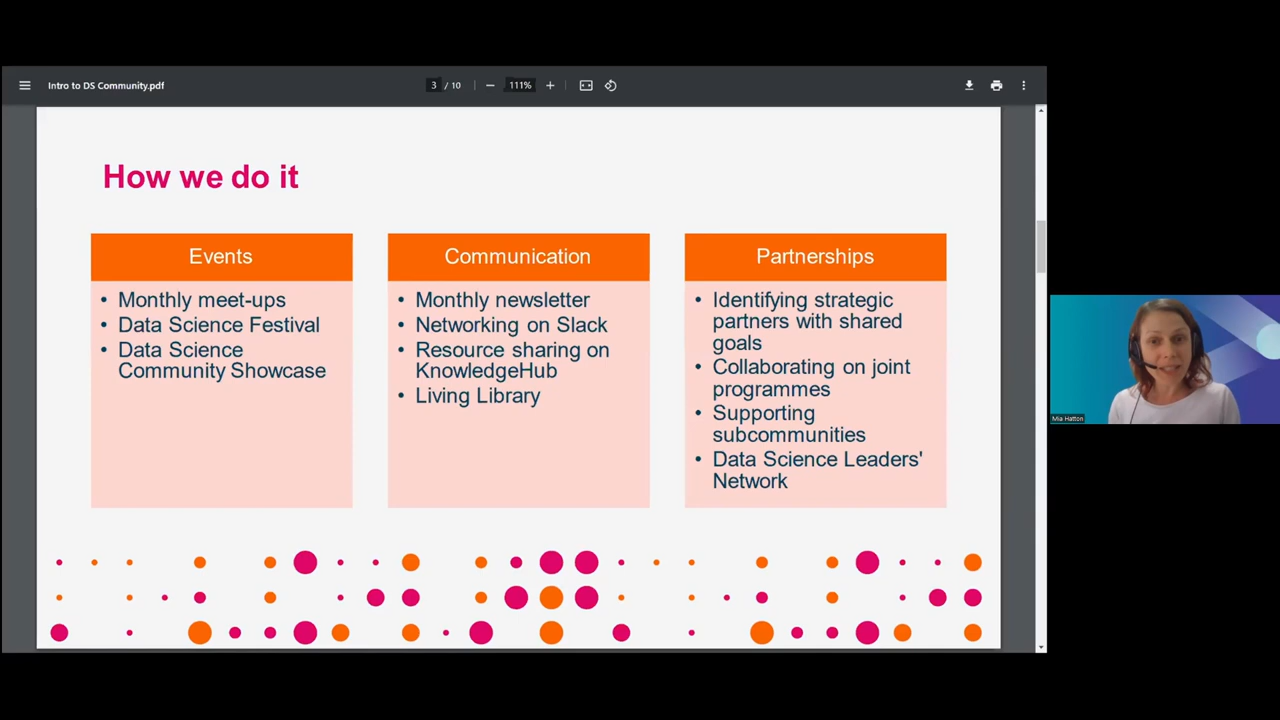 Intro to DS Community.pdf
3 / 10
111%
How we do it
Events
• Monthly meet-ups
• Data Science Festival
• Data Science
Community Showcase
Communication
• Monthly newsletter
• Networking on Slack
• Resource sharing on
KnowledgeHub
• Living Library
Partnerships
• Identifying strategic
partners with shared
goals
• Collaborating on joint
programmes
• Supporting
subcommunities
• Data Science Leaders'
Network
Mia Hatton